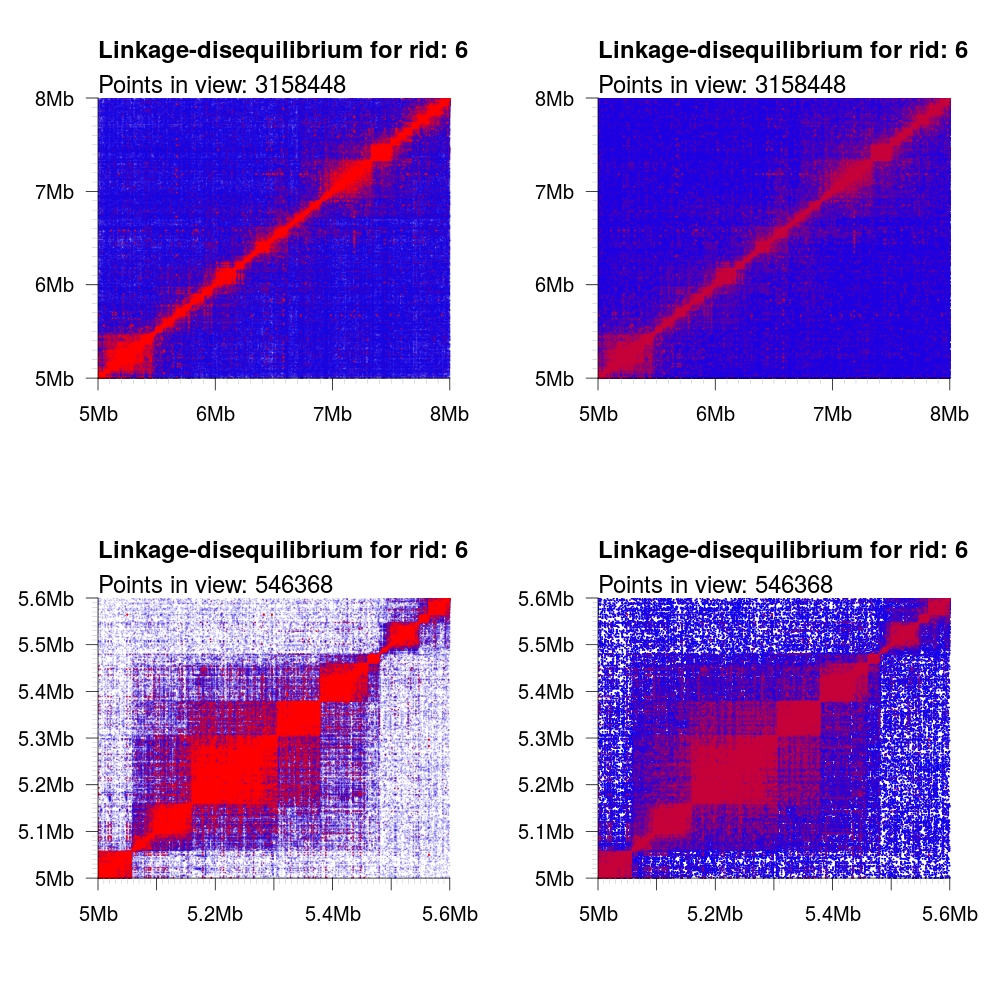 Linkage-disequilibrium for rid: 6
Points in view: 3158448
8Mb
7Mb
6Mb
5Mb
5Mb 6Mb 7Mb 8Mb
Linkage-disequilibrium for rid: 6
Points in view: 3158448
8Mb
7Mb
6Mb
5Mb
5Mb 6Mb 7Mb 8Mb
Linkage-disequilibrium for rid: 6
Points in view: 546368
5.6Mb
5.5Mb
5.4Mb
5.3Mb
5.2Mb
5.1Mb
5Mb
5Mb 5.2Mb 5.4Mb 5.6Mb
Linkage-disequilibrium for rid: 6
Points in view: 546368
5.6Mb
5.5Mb
5.4Mb
5.3Mb
5.2Mb
5.1Mb
5Mb
5Mb 5.2Mb 5.4Mb 5.6Mb